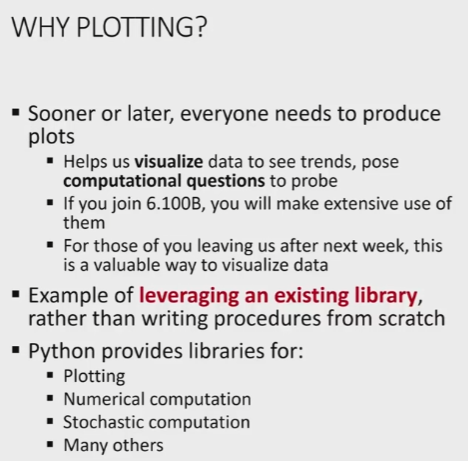 WHY PLOTTING?
▪ Sooner or later, everyone needs to produce
plots
▪ Helps us visualize data to see trends, pose
computational questions to probe
▪ If you join 6.100B, you will make extensive use of
them
▪ For those of you leaving us after next week, this
is a valuable way to visualize data
▪ Example of leveraging an existing library,
rather than writing procedures from scratch
▪ Python provides libraries for:
▪ Plotting
▪ Numerical computation
▪ Stochastic computation
▪ Many others